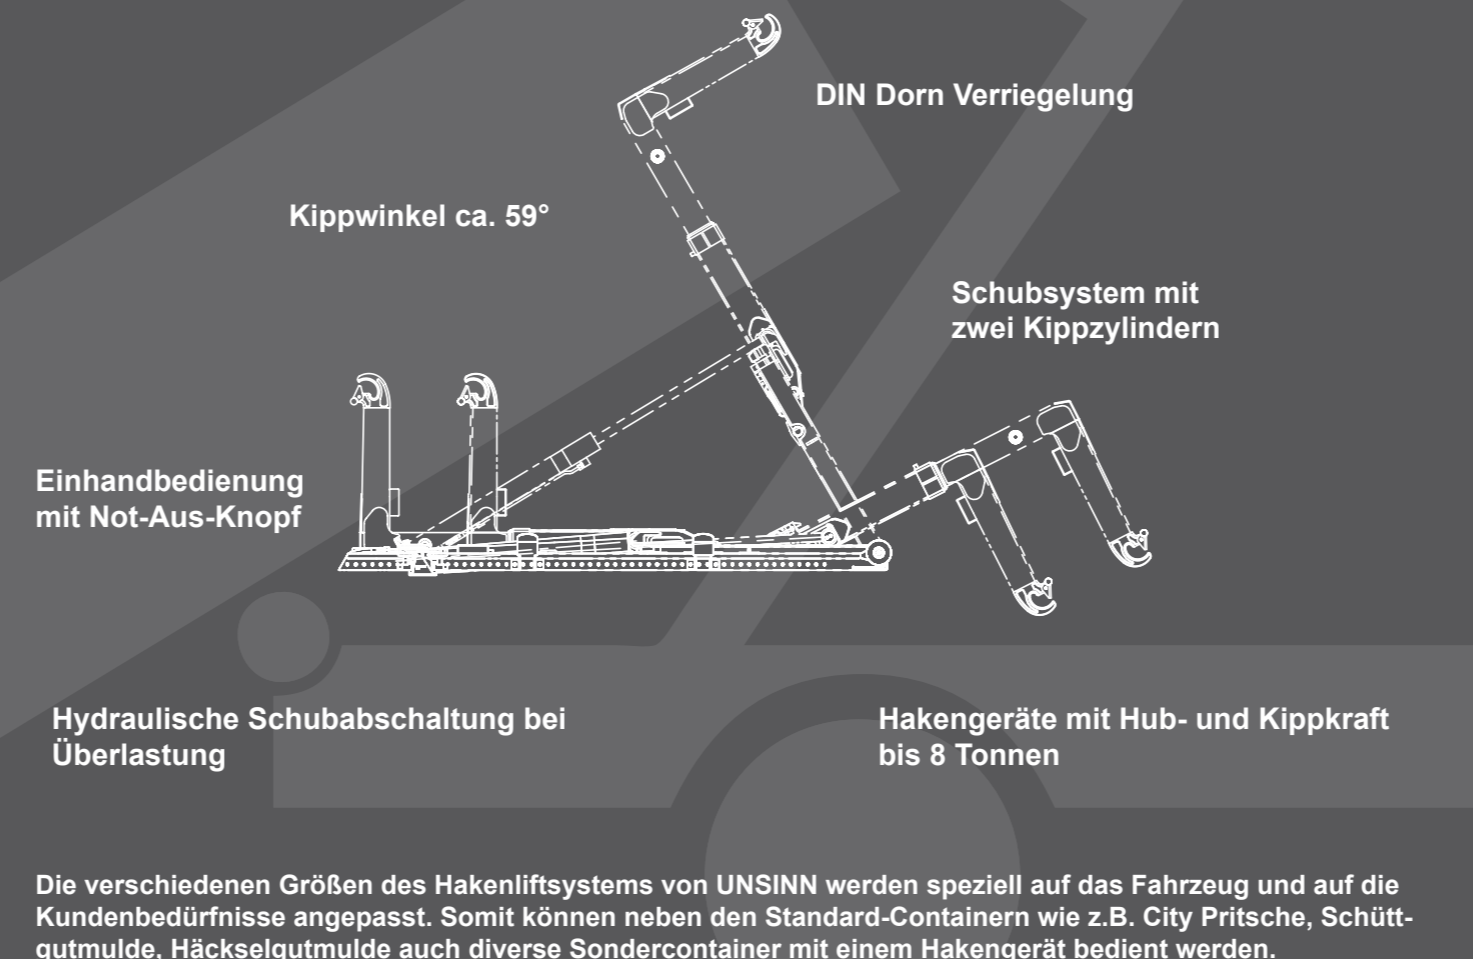 DIN Dorn Verriegelung
Kippwinkel ca. 59°
Schubsystem mit
zwei Kippzylindern
Einhandbedienung
mit Not-Aus-Knopf
Hydraulische Schubabschaltung bei
Überlastung
Hakengeräte mit Hub- und Kippkraft
bis 8 Tonnen
Die verschiedenen Größen des Hakenliftsystems von UNSINN werden speziell auf das Fahrzeug und auf die
Kundenbedürfnisse angepasst. Somit können neben den Standard-Containern wie z.B. City Pritsche, Schütt-
gutmulde, Häckselgutmulde auch diverse Sondercontainer mit einem Hakengerät bedient werden.